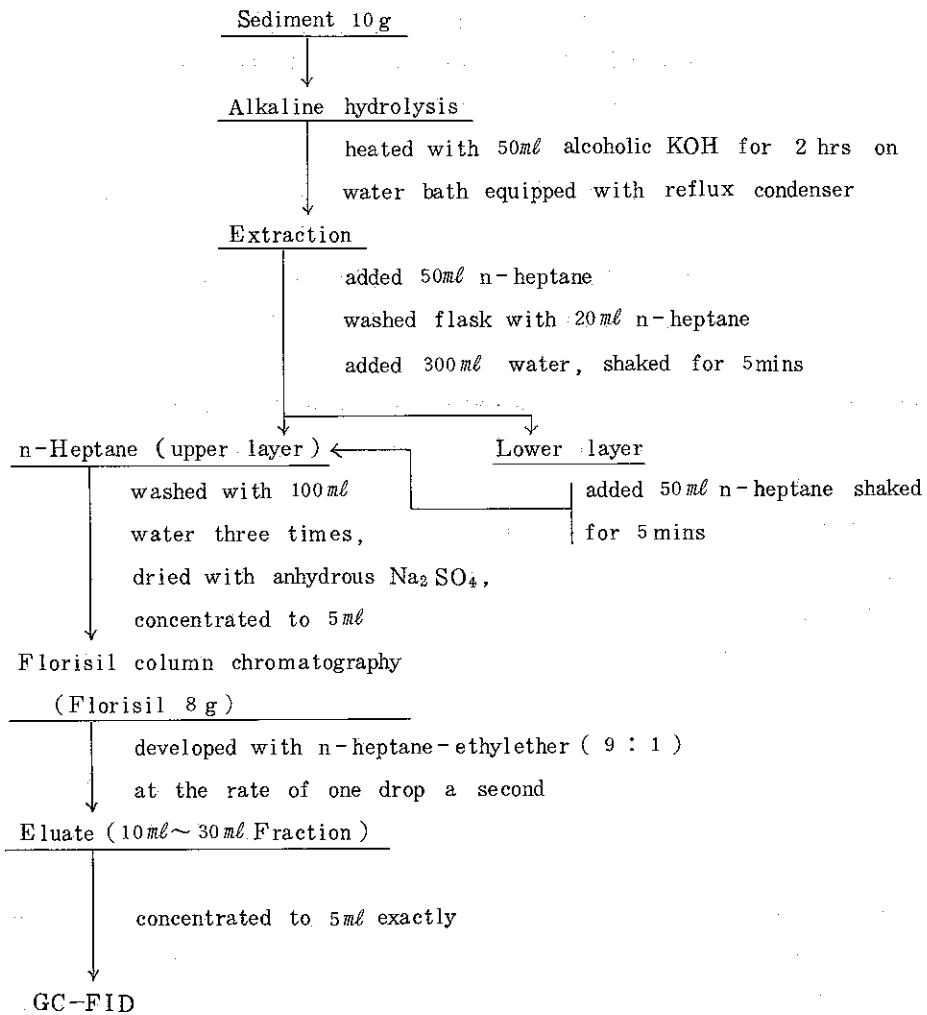 Sediment 10g
Alkaline hydrolysis
heated with 50mℓ alcoholic KOH for 2 hrs on
water bath equipped with reflux condenser
Extraction
added 50mℓ n-heptane
washed flask with 20mℓ n-heptane
added 300mℓ water, shaked for 5mins
n-Heptane (upper layer)
Lower layer
washed with 100mℓ
water three times,
dried with anhydrous Na₂SO₄,
concentrated to 5mℓ
added 50mℓ n-heptane shaked
for 5mins
Florisil column chromatography
(Florisil 8g)
developed with n-heptane-ethylether (9:1)
at the rate of one drop a second
Eluate (10mℓ~30mℓ Fraction)
concentrated to 5mℓ exactly
GC-FID